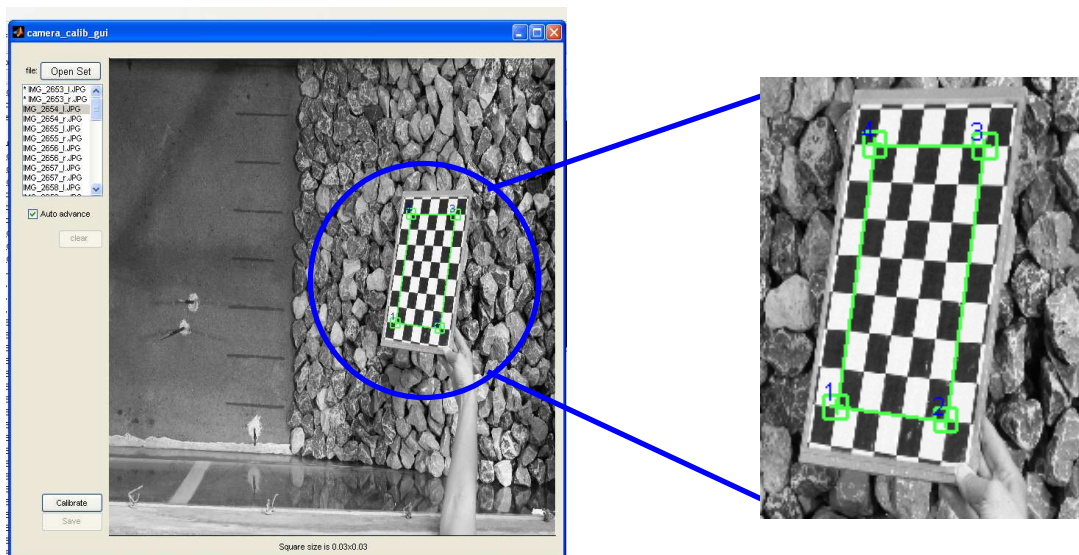 camera_calib_gui
file: Open Set
* IMG_2653_l.JPG
* IMG_2653_r.JPG
IMG_2654_l.JPG
IMG_2654_r.JPG
IMG_2655_l.JPG
IMG_2655_r.JPG
IMG_2656_l.JPG
IMG_2656_r.JPG
IMG_2657_l.JPG
IMG_2657_r.JPG
IMG_2658_l.JPG
Auto advance
clear
Calibrate
Save
Square size is 0.03x0.03
3
4
3
1
2